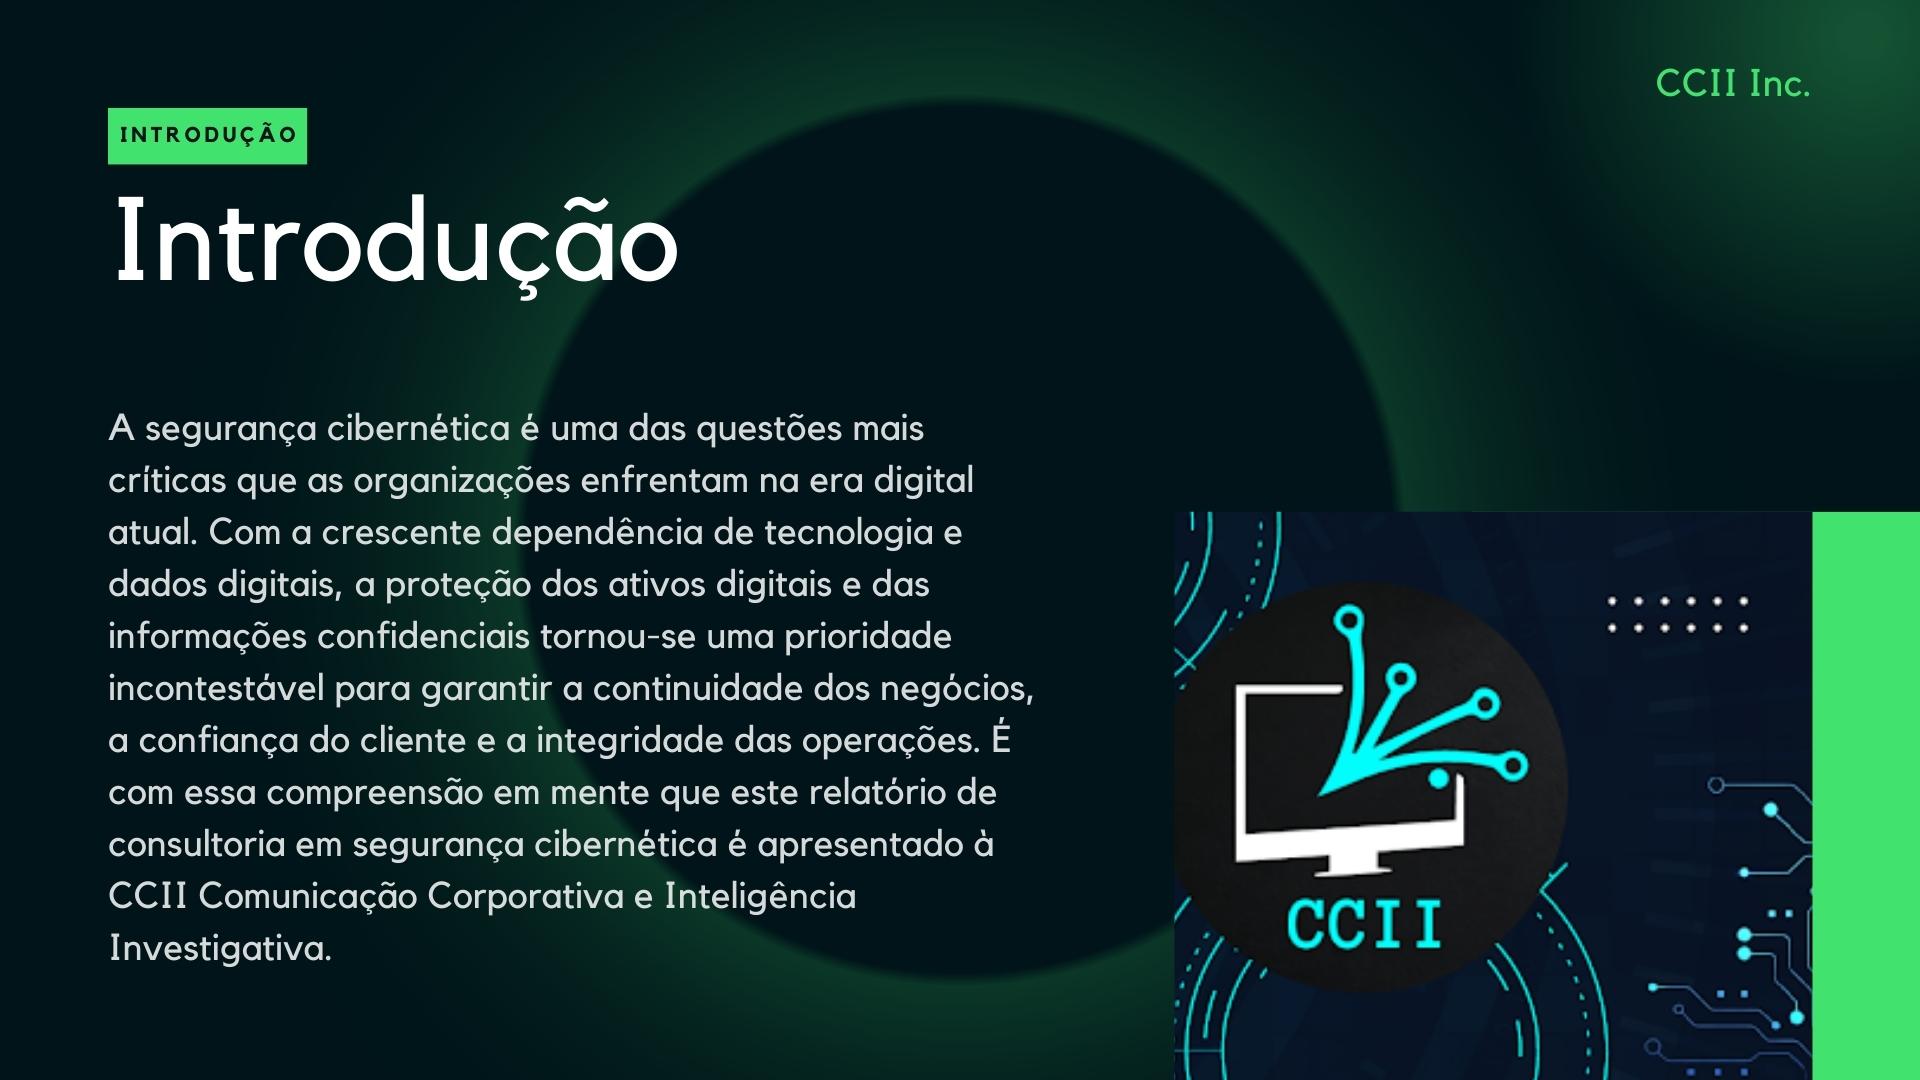 CCII Inc.
INTRODUÇÃO
Introdução
A segurança cibernética é uma das questões mais
críticas que as organizações enfrentam na era digital
atual. Com a crescente dependência de tecnologia e
dados digitais, a proteção dos ativos digitais e das
informações confidenciais tornou-se uma prioridade
incontestável para garantir a continuidade dos negócios,
a confiança do cliente e a integridade das operações. É
com essa compreensão em mente que este relatório de
consultoria em segurança cibernética é apresentado à
CCII Comunicação Corporativa e Inteligência
Investigativa.
CCII